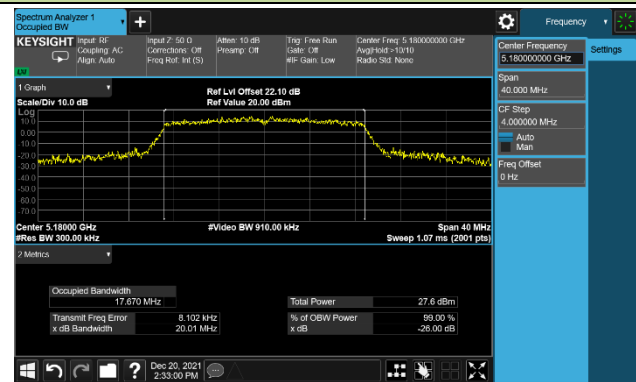 Spectrum Analyzer 1
Occupied BW
Frequency
KEYSIGHT
Input: RF
Coupling: AC
Align: Auto
Input Z: 50 Ω
Corrections: Off
Freq Ref: Int (S)
Atten: 10 dB
Preamp: Off
Trig: Free Run
Gate: Off
#IF Gain: Low
Center Freq: 5.180000000 GHz
Avg|Hold:>10/10
Radio Std: None
Center Frequency
5.180000000 GHz
Settings
Span
40.000 MHz
CF Step
4.000000 MHz
Auto
Man
Freq Offset
0 Hz
1 Graph
Scale/Div 10.0 dB
Ref Lvl Offset 22.10 dB
Ref Value 20.00 dBm
Log
10.0
0.00
-10.0
-20.0
-30.0
-40.0
-50.0
-60.0
-70.0
Center 5.18000 GHz
#Video BW 910.00 kHz
Span 40 MHz
#Res BW 300.00 kHz
Sweep 1.07 ms (2001 pts)
2 Metrics
Occupied Bandwidth
17.670 MHz
Total Power 27.6 dBm
Transmit Freq Error 8.102 kHz
% of OBW Power 99.00 %
x dB Bandwidth 20.01 MHz
x dB -26.00 dB
?
Dec 20, 2021
2:33:00 PM